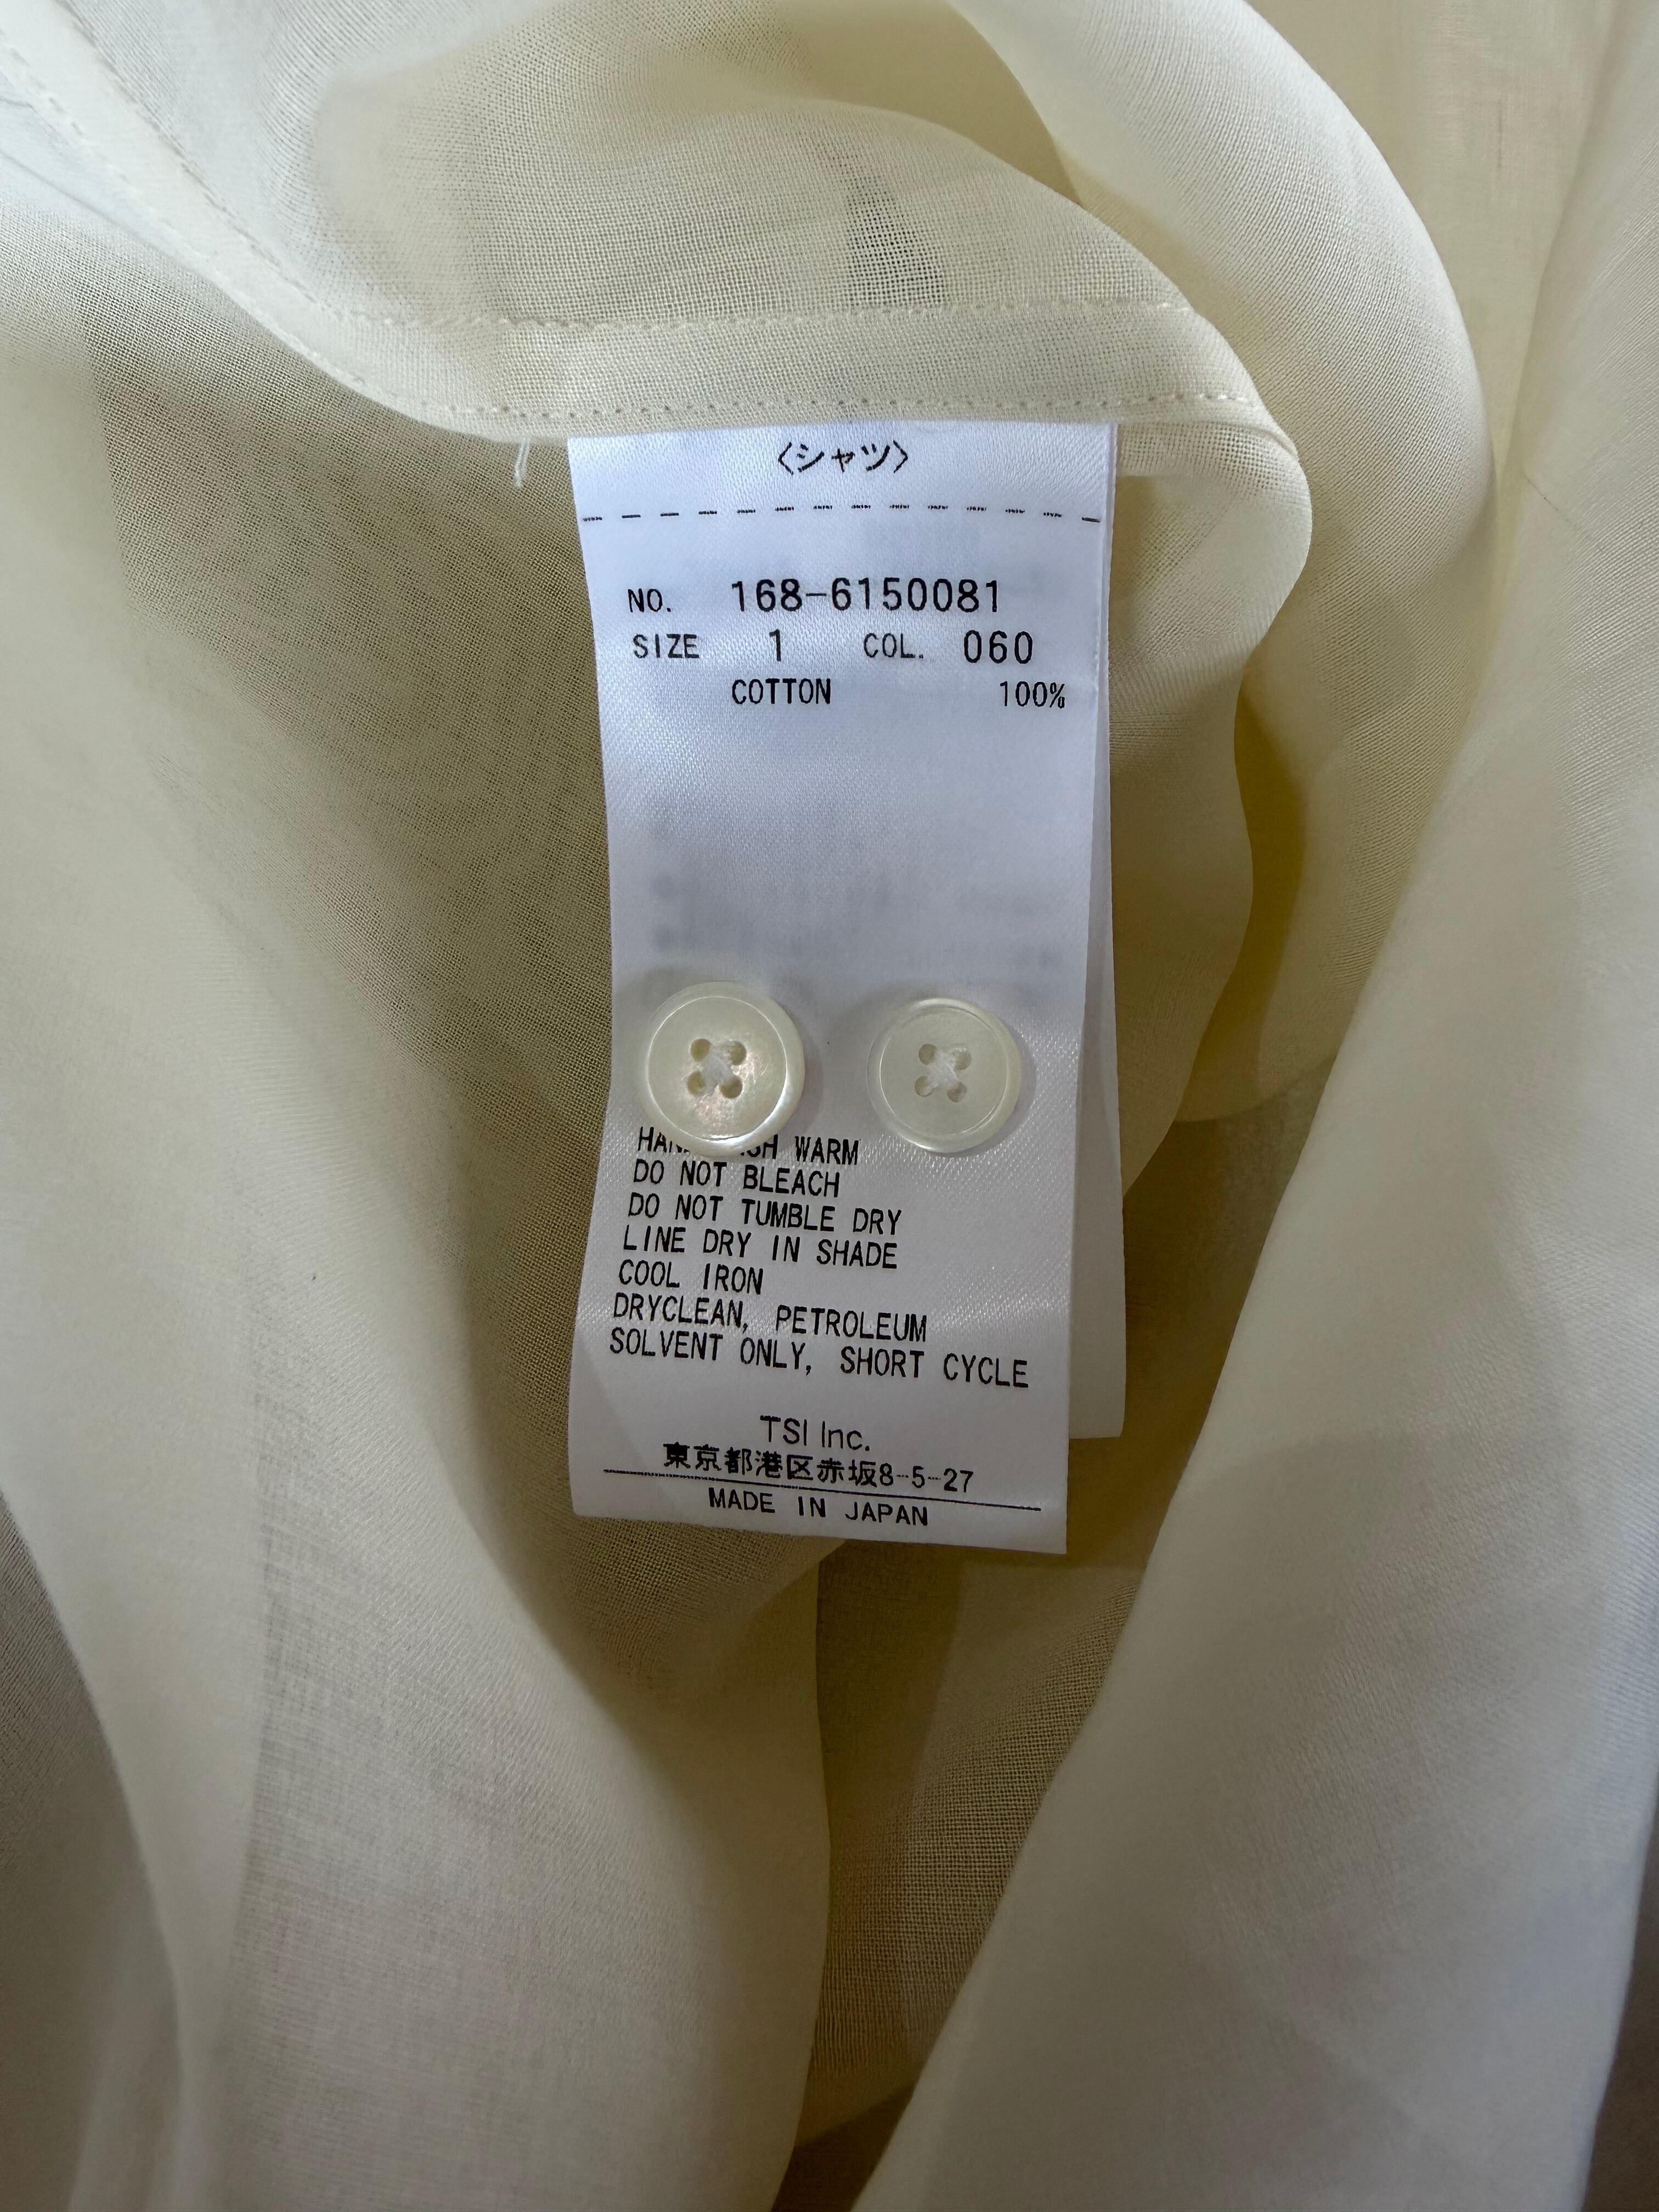 〈シャツ〉
NO. 168-6150081
SIZE 1 COL. 060
COTTON 100%
WARM
DO NOT BLEACH
DO NOT TUMBLE DRY
LINE DRY IN SHADE
COOL IRON
DRYCLEAN, PETROLEUM
SOLVENT ONLY, SHORT CYCLE
TSI Inc.
東京都港区赤坂8-5-27
MADE IN JAPAN